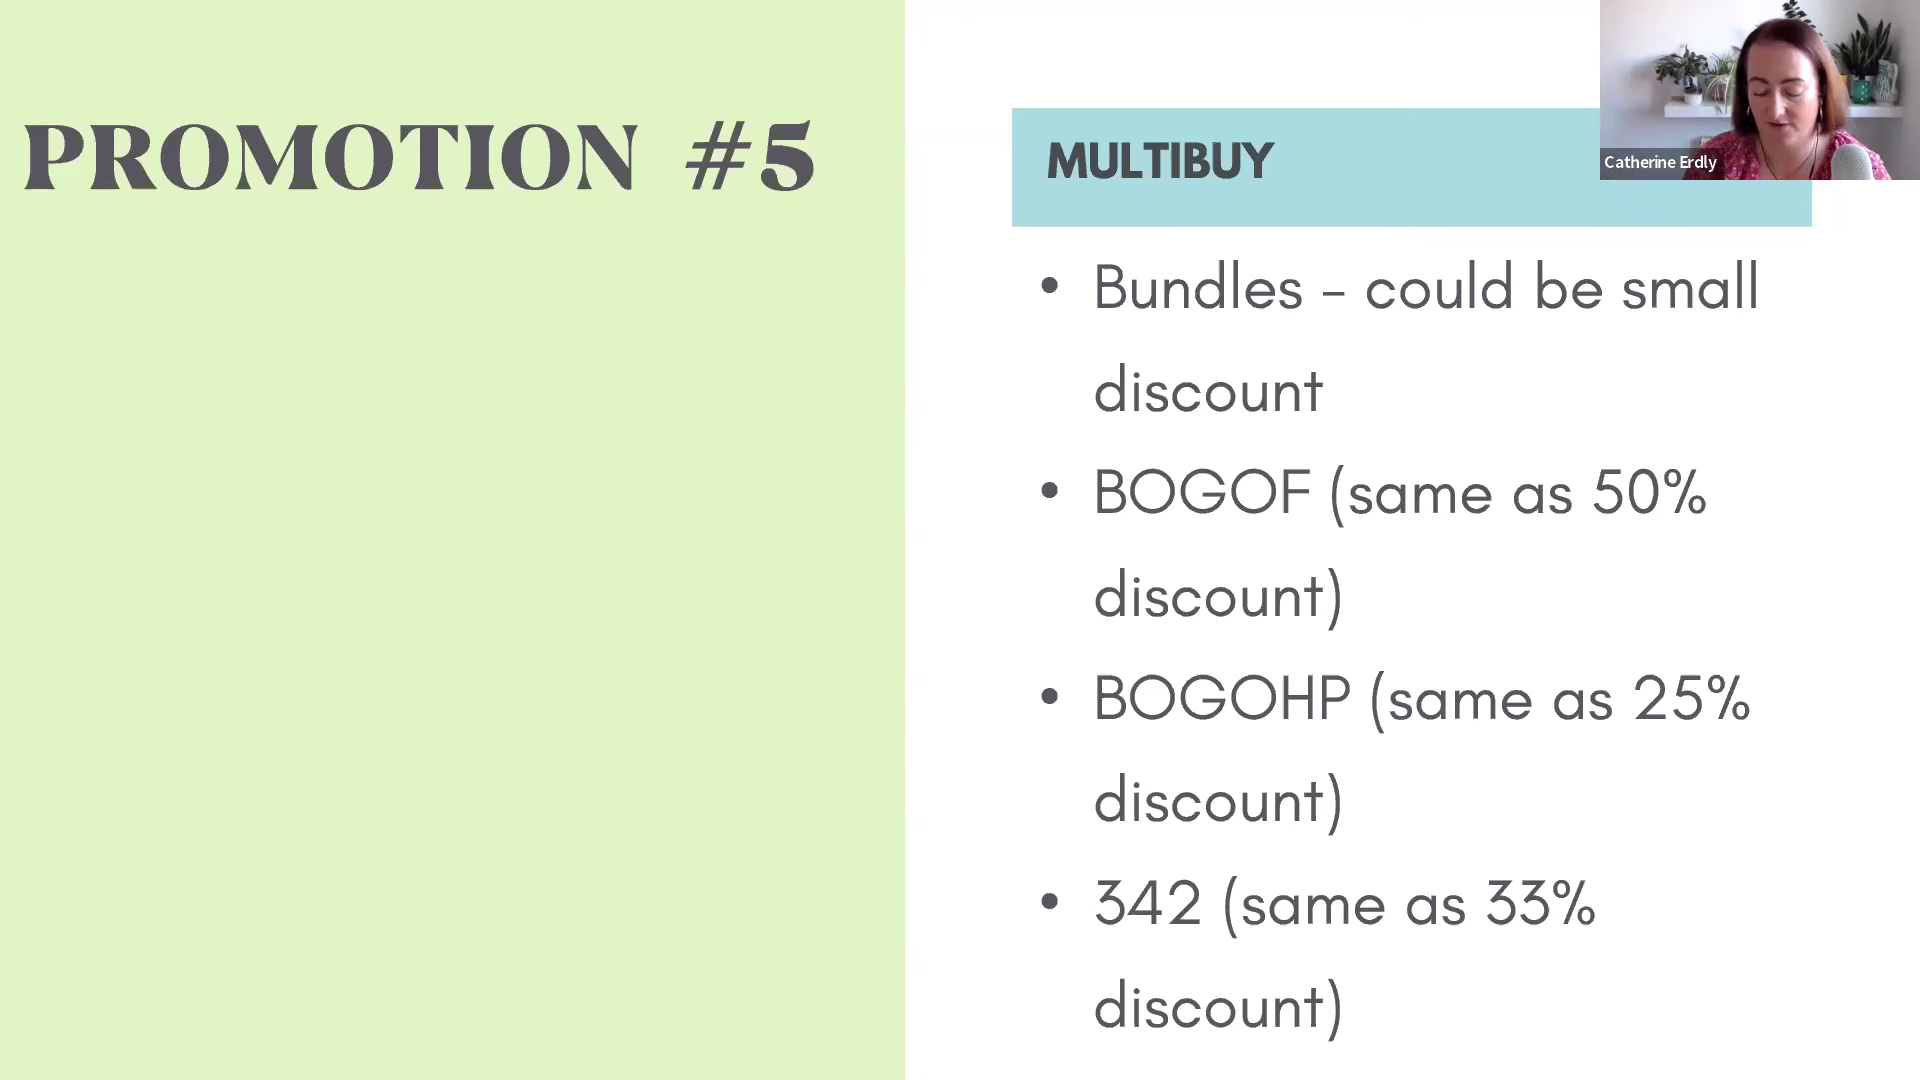 PROMOTION #5
MULTIBUY
Catherine Erdly
• Bundles - could be small
discount
• BOGOF (same as 50%
discount)
• BOGOHP (same as 25%
discount)
• 342 (same as 33%
discount)